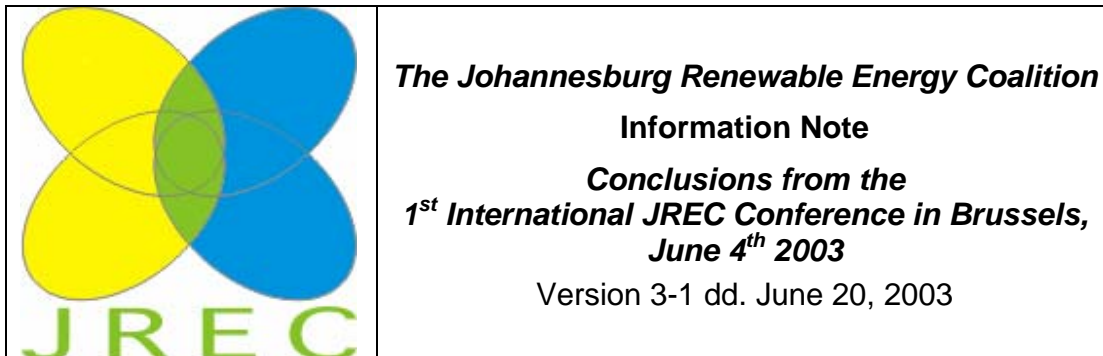 JREC
The Johannesburg Renewable Energy Coalition
Information Note
Conclusions from the
1st International JREC Conference in Brussels,
June 4th 2003
Version 3-1 dd. June 20, 2003